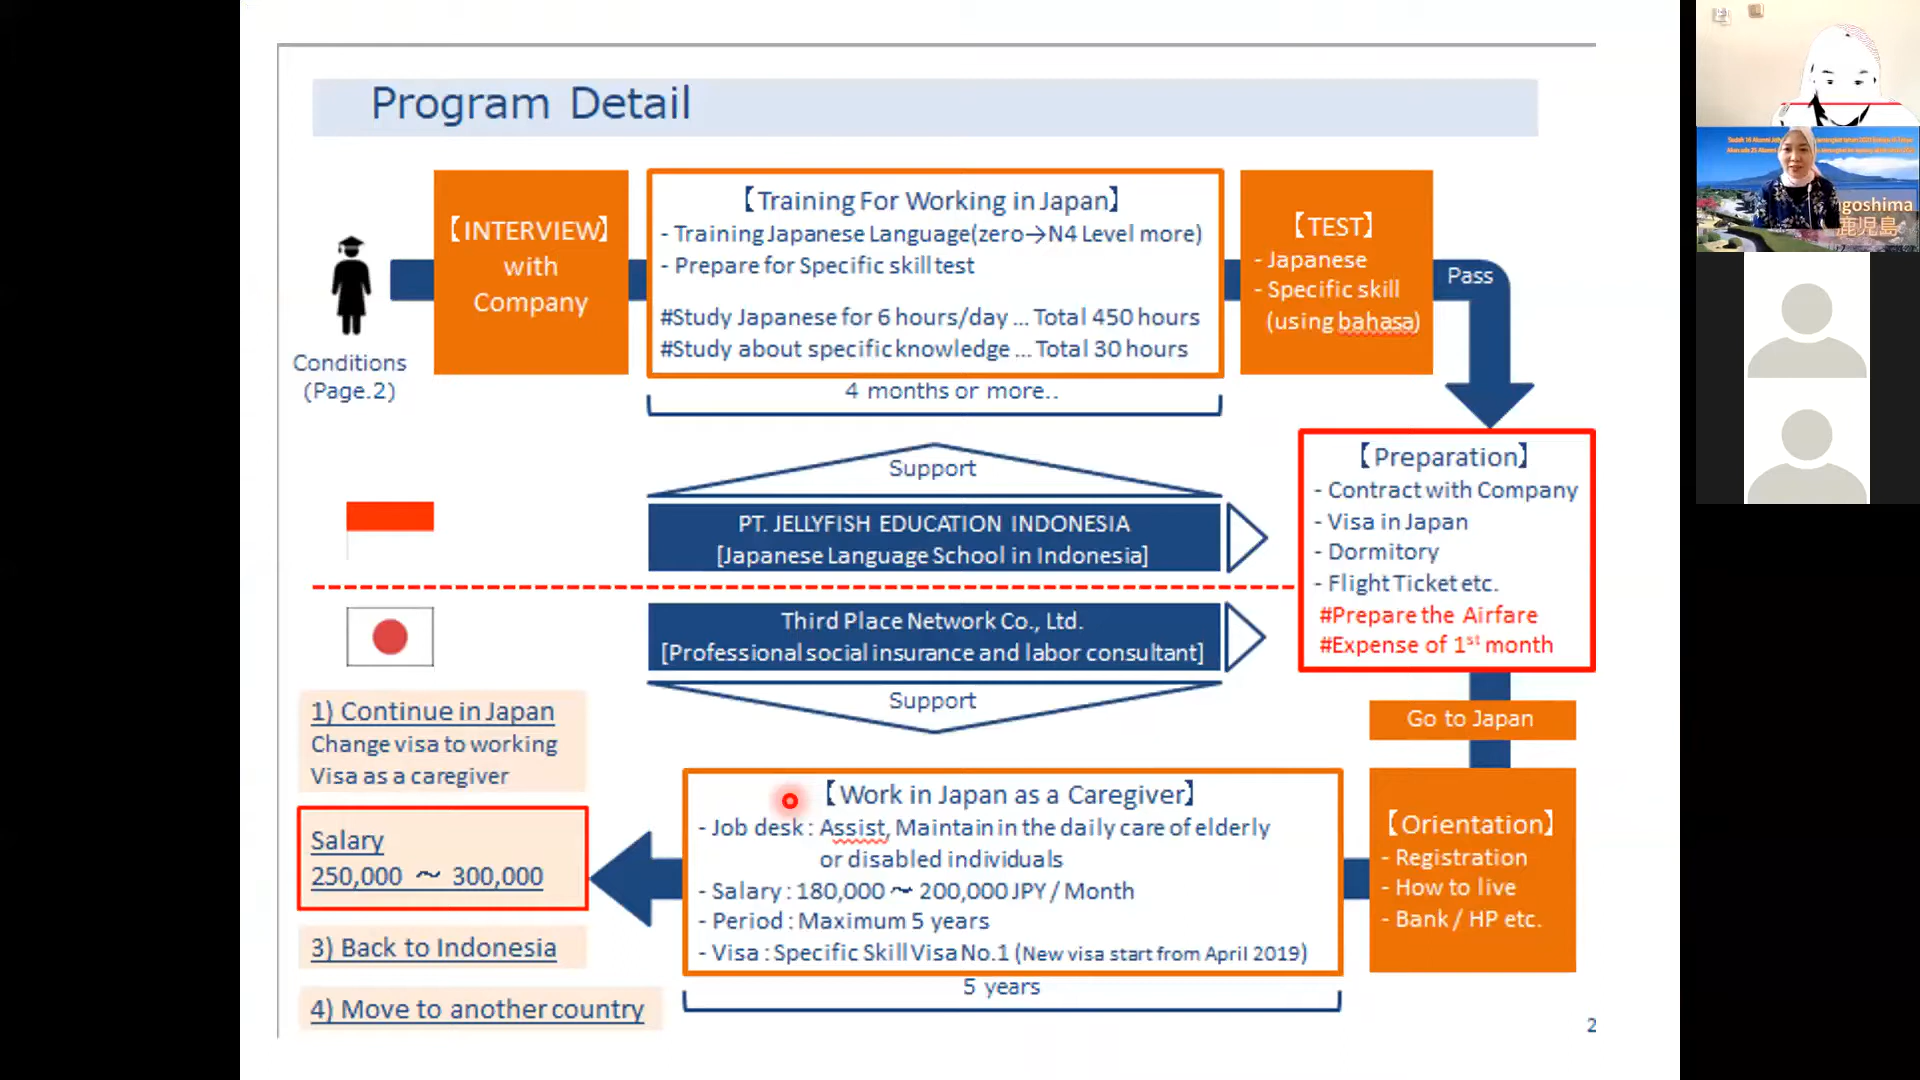 Program Detail
【INTERVIEW】
with
Company
【Training For Working in Japan】
- Training Japanese Language(zero→N4 Level more)
- Prepare for Specific skill test
#Study Japanese for 6 hours/day ... Total 450 hours
#Study about specific knowledge ... Total 30 hours
4 months or more..
【TEST】
- Japanese
- Specific skill
(using bahasa)
Pass
Conditions
(Page.2)
Support
PT. JELLYFISH EDUCATION INDONESIA
[Japanese Language School in Indonesia]
Third Place Network Co., Ltd.
[Professional social insurance and labor consultant]
Support
【Preparation】
- Contract with Company
- Visa in Japan
- Dormitory
- Flight Ticket etc.
#Prepare the Airfare
#Expense of 1st month
Go to Japan
【Orientation】
- Registration
- How to live
- Bank / HP etc.
【Work in Japan as a Caregiver】
- Job desk : Assist, Maintain in the daily care of elderly
or disabled individuals
- Salary : 180,000 ～ 200,000 JPY / Month
- Period : Maximum 5 years
- Visa : Specific Skill Visa No.1 (New visa start from April 2019)
5 years
1) Continue in Japan
Change visa to working
Visa as a caregiver
Salary
250,000 ～ 300,000
3) Back to Indonesia
4) Move to another country
2
goshima
鹿児島